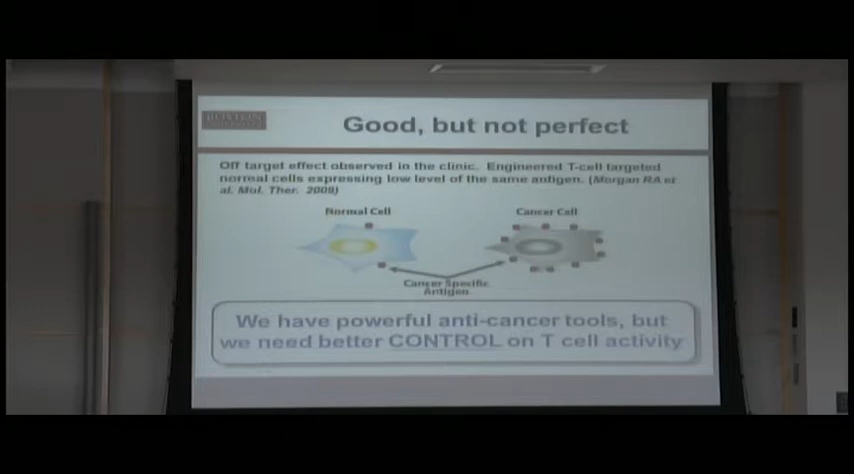 BOSTON
Good, but not perfect
Off target effect observed in the clinic. Engineered T-cell targeted
normal cells expressing low level of the same antigen. (Morgan RA et
al. Mol. Ther. 2009)
Normal Cell
Cancer Cell
Cancer Specific
Antigen
We have powerful anti-cancer tools, but
we need better CONTROL on T cell activity